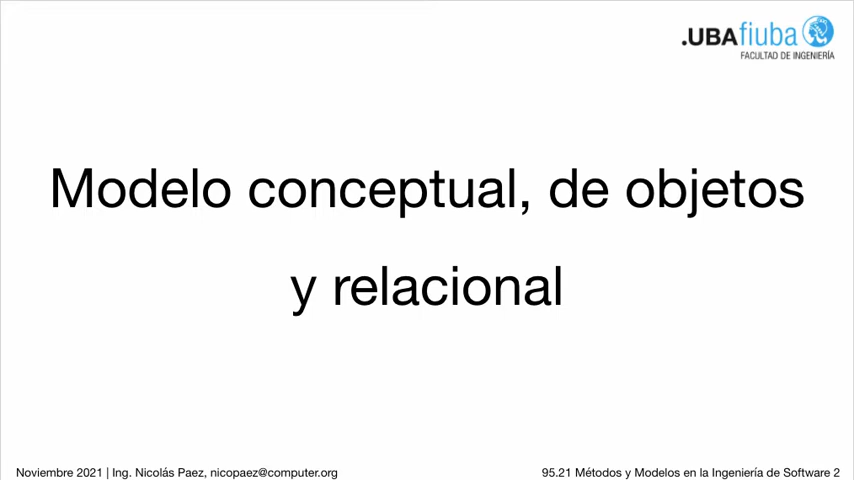 .UBAfiuba
FACULTAD DE INGENIERÍA
Modelo conceptual, de objetos
y relacional
Noviembre 2021 | Ing. Nicolás Paez, nicopaez@computer.org
95.21 Métodos y Modelos en la Ingeniería de Software 2